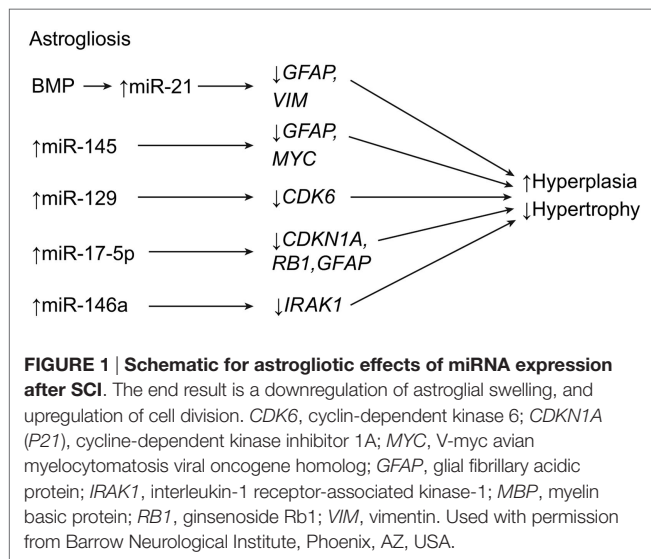 Astrogliosis
BMP → ↑miR-21 → ↓GFAP,
VIM
↑miR-145 → ↓GFAP,
MYC
↑miR-129 → ↓CDK6
↑Hyperplasia
↓Hypertrophy
↑miR-17-5p → ↓CDKN1A,
RB1,GFAP
↑miR-146a → ↓IRAK1
FIGURE 1 | Schematic for astrogliotic effects of miRNA expression
after SCI. The end result is a downregulation of astroglial swelling, and
upregulation of cell division. CDK6, cyclin-dependent kinase 6; CDKN1A
(P21), cycline-dependent kinase inhibitor 1A; MYC, V-myc avian
myelocytomatosis viral oncogene homolog; GFAP, glial fibrillary acidic
protein; IRAK1, interleukin-1 receptor-associated kinase-1; MBP, myelin
basic protein; RB1, ginsenoside Rb1; VIM, vimentin. Used with permission
from Barrow Neurological Institute, Phoenix, AZ, USA.